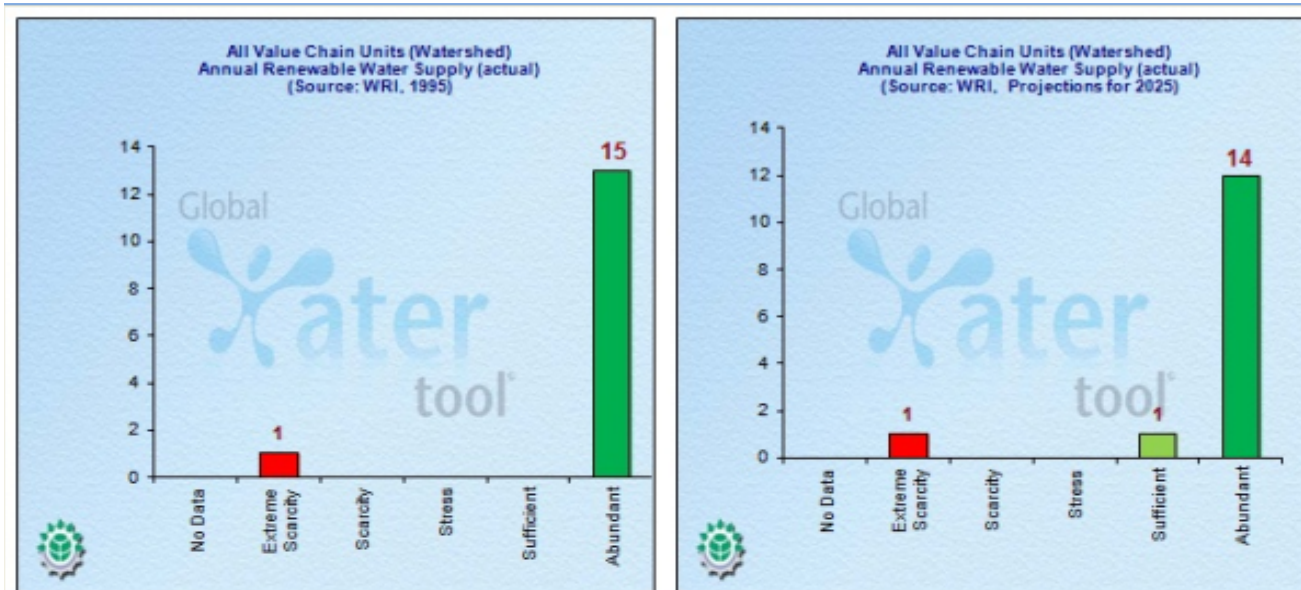 All Value Chain Units (Watershed)
Annual Renewable Water Supply (actual)
(Source: WRI, 1995)
14
12
10
8
6
4
2
0
15
1
Global
Water
tool©
No Data
Extreme
Scarcity
Scarcity
Stress
Sufficient
Abundant
All Value Chain Units (Watershed)
Annual Renewable Water Supply (actual)
(Source: WRI, Projections for 2025)
14
12
10
8
6
4
2
0
14
1
1
Global
Water
tool©
No Data
Extreme
Scarcity
Scarcity
Stress
Sufficient
Abundant